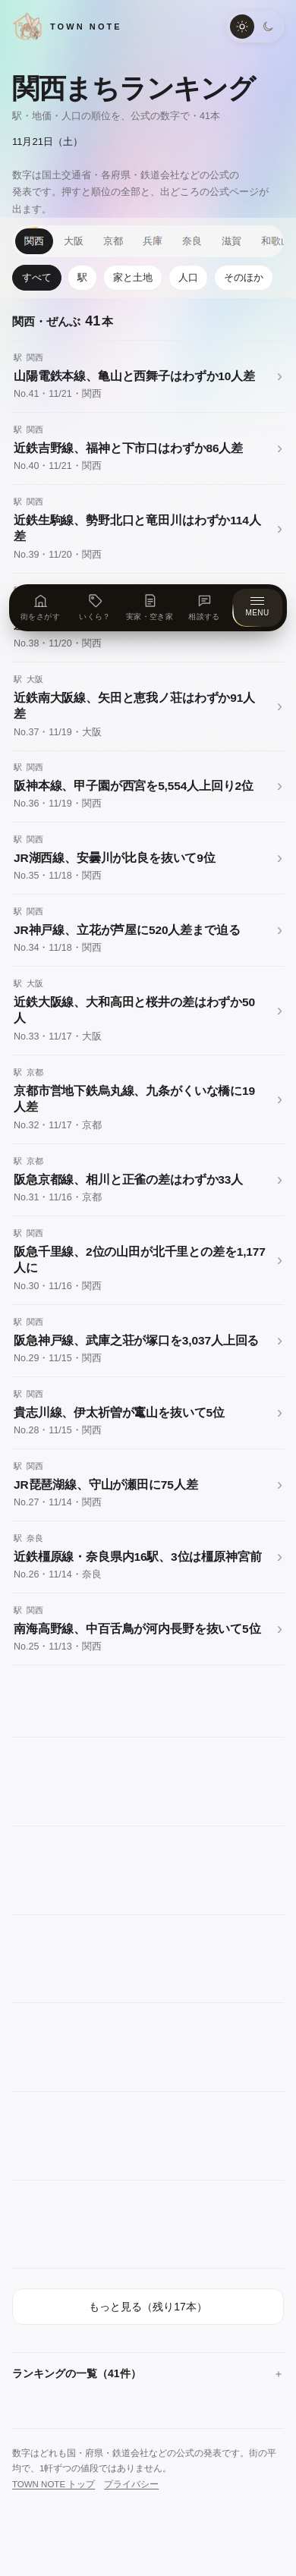 TOWN NOTE
関西まちランキング
駅・地価・人口の順位を、公式の数字で・41本
11月21日（土）
数字は国土交通省・各府県・鉄道会社などの公式の
発表です。押すと順位の全部と、出どころの公式ページが
出ます。
関西 大阪 京都 兵庫 奈良 滋賀
すべて 駅 家と土地 人口 そのほか
関西・ぜんぶ 41本
駅 関西
山陽電鉄本線、亀山と西舞子はわずか10人差
No.41・11/21・関西
駅 関西
近鉄吉野線、福神と下市口はわずか86人差
No.40・11/21・関西
駅 関西
近鉄生駒線、勢野北口と竜田川はわずか114人
差
No.39・11/20・関西
街をさがす いくら？ 実家・空き家 相談する MENU
No.38・11/20・関西
駅 大阪
近鉄南大阪線、矢田と恵我ノ荘はわずか91人
差
No.37・11/19・大阪
駅 関西
阪神本線、甲子園が西宮を5,554人上回り2位
No.36・11/19・関西
駅 関西
JR湖西線、安曇川が比良を抜いて9位
No.35・11/18・関西
駅 関西
JR神戸線、立花が芦屋に520人差まで迫る
No.34・11/18・関西
駅 大阪
近鉄大阪線、大和高田と桜井の差はわずか50
人
No.33・11/17・大阪
駅 京都
京都市営地下鉄烏丸線、九条がくいな橋に19
人差
No.32・11/17・京都
駅 京都
阪急京都線、相川と正雀の差はわずか33人
No.31・11/16・京都
駅 関西
阪急千里線、2位の山田が北千里との差を1,177
人に
No.30・11/16・関西
駅 関西
阪急神戸線、武庫之荘が塚口を3,037人上回る
No.29・11/15・関西
駅 関西
貴志川線、伊太祈曽が竃山を抜いて5位
No.28・11/15・関西
駅 関西
JR琵琶湖線、守山が瀬田に75人差
No.27・11/14・関西
駅 奈良
近鉄橿原線・奈良県内16駅、3位は橿原神宮前
No.26・11/14・奈良
駅 関西
南海高野線、中百舌鳥が河内長野を抜いて5位
No.25・11/13・関西
もっと見る（残り17本）
ランキングの一覧（41件） +
数字はどれも国・府県・鉄道会社などの公式の発表です。街の平
均で、1軒ずつの値段ではありません。
TOWN NOTE トップ プライバシー